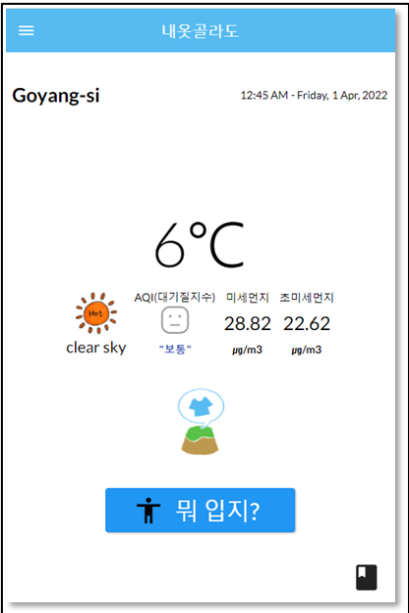 내옷골라도
Goyang-si
12:45 AM - Friday, 1 Apr, 2022
6°C
AQI(대기질지수) 미세먼지 초미세먼지
Hot
28.82 22.62
clear sky "보통" μg/m3 μg/m3
뭐 입지?